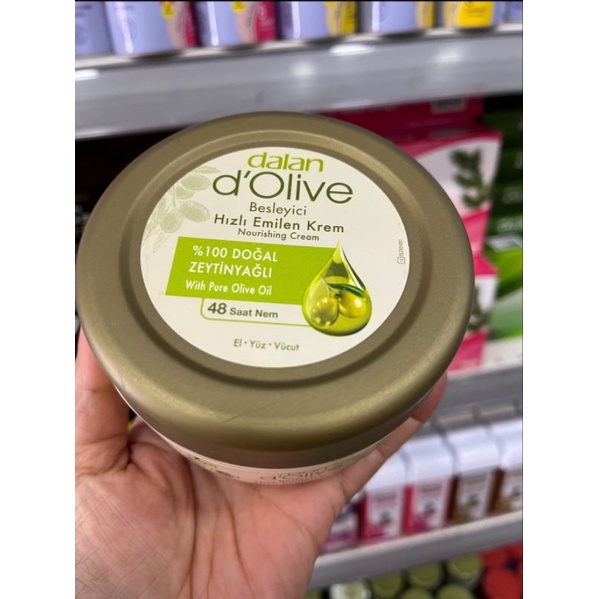 dalan
d'Olive
Besleyici
Hızlı Emilen Krem
Nourishing Cream
%100 DOĞAL
ZEYTİNYAĞLI
With Pure Olive Oil
48 Saat Nem
El • Yüz • Vücut
d'Olive